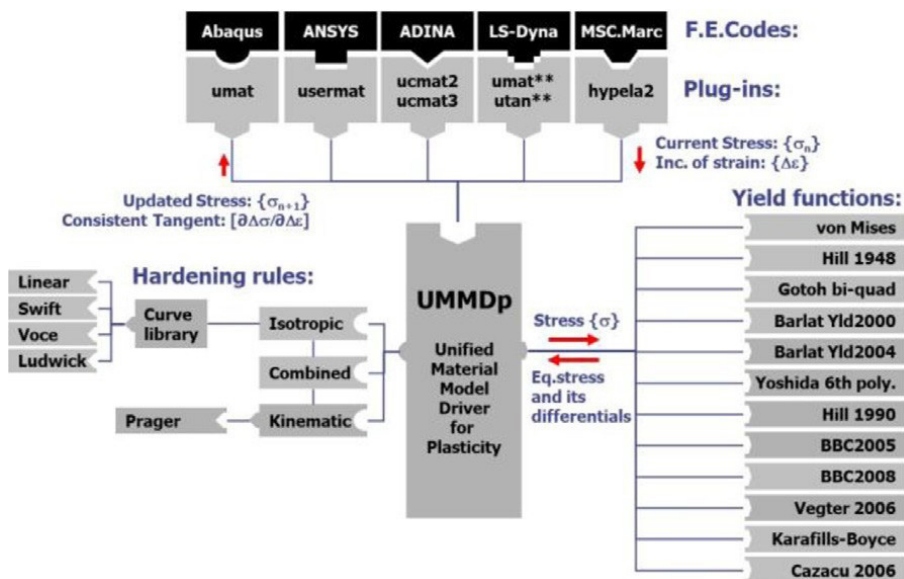 Abaqus ANSYS ADINA LS-Dyna MSC.Marc F.E.Codes:
umat usermat ucmat2 umat** hypela2 Plug-ins:
ucmat3 utan**
Current Stress: {σn}
Inc. of strain: {Δε}
Updated Stress: {σn+1}
Consistent Tangent: [∂Δσ/∂Δε]
Hardening rules:
Linear
Swift
Voce
Ludwick
Curve
library
Isotropic
Combined
Kinematic
Prager
UMMDp
Unified
Material
Model
Driver
for
Plasticity
Stress {σ}
Eq.stress
and its
differentials
Yield functions:
von Mises
Hill 1948
Gotoh bi-quad
Barlat Yld2000
Barlat Yld2004
Yoshida 6th poly.
Hill 1990
BBC2005
BBC2008
Vegter 2006
Karafills-Boyce
Cazacu 2006